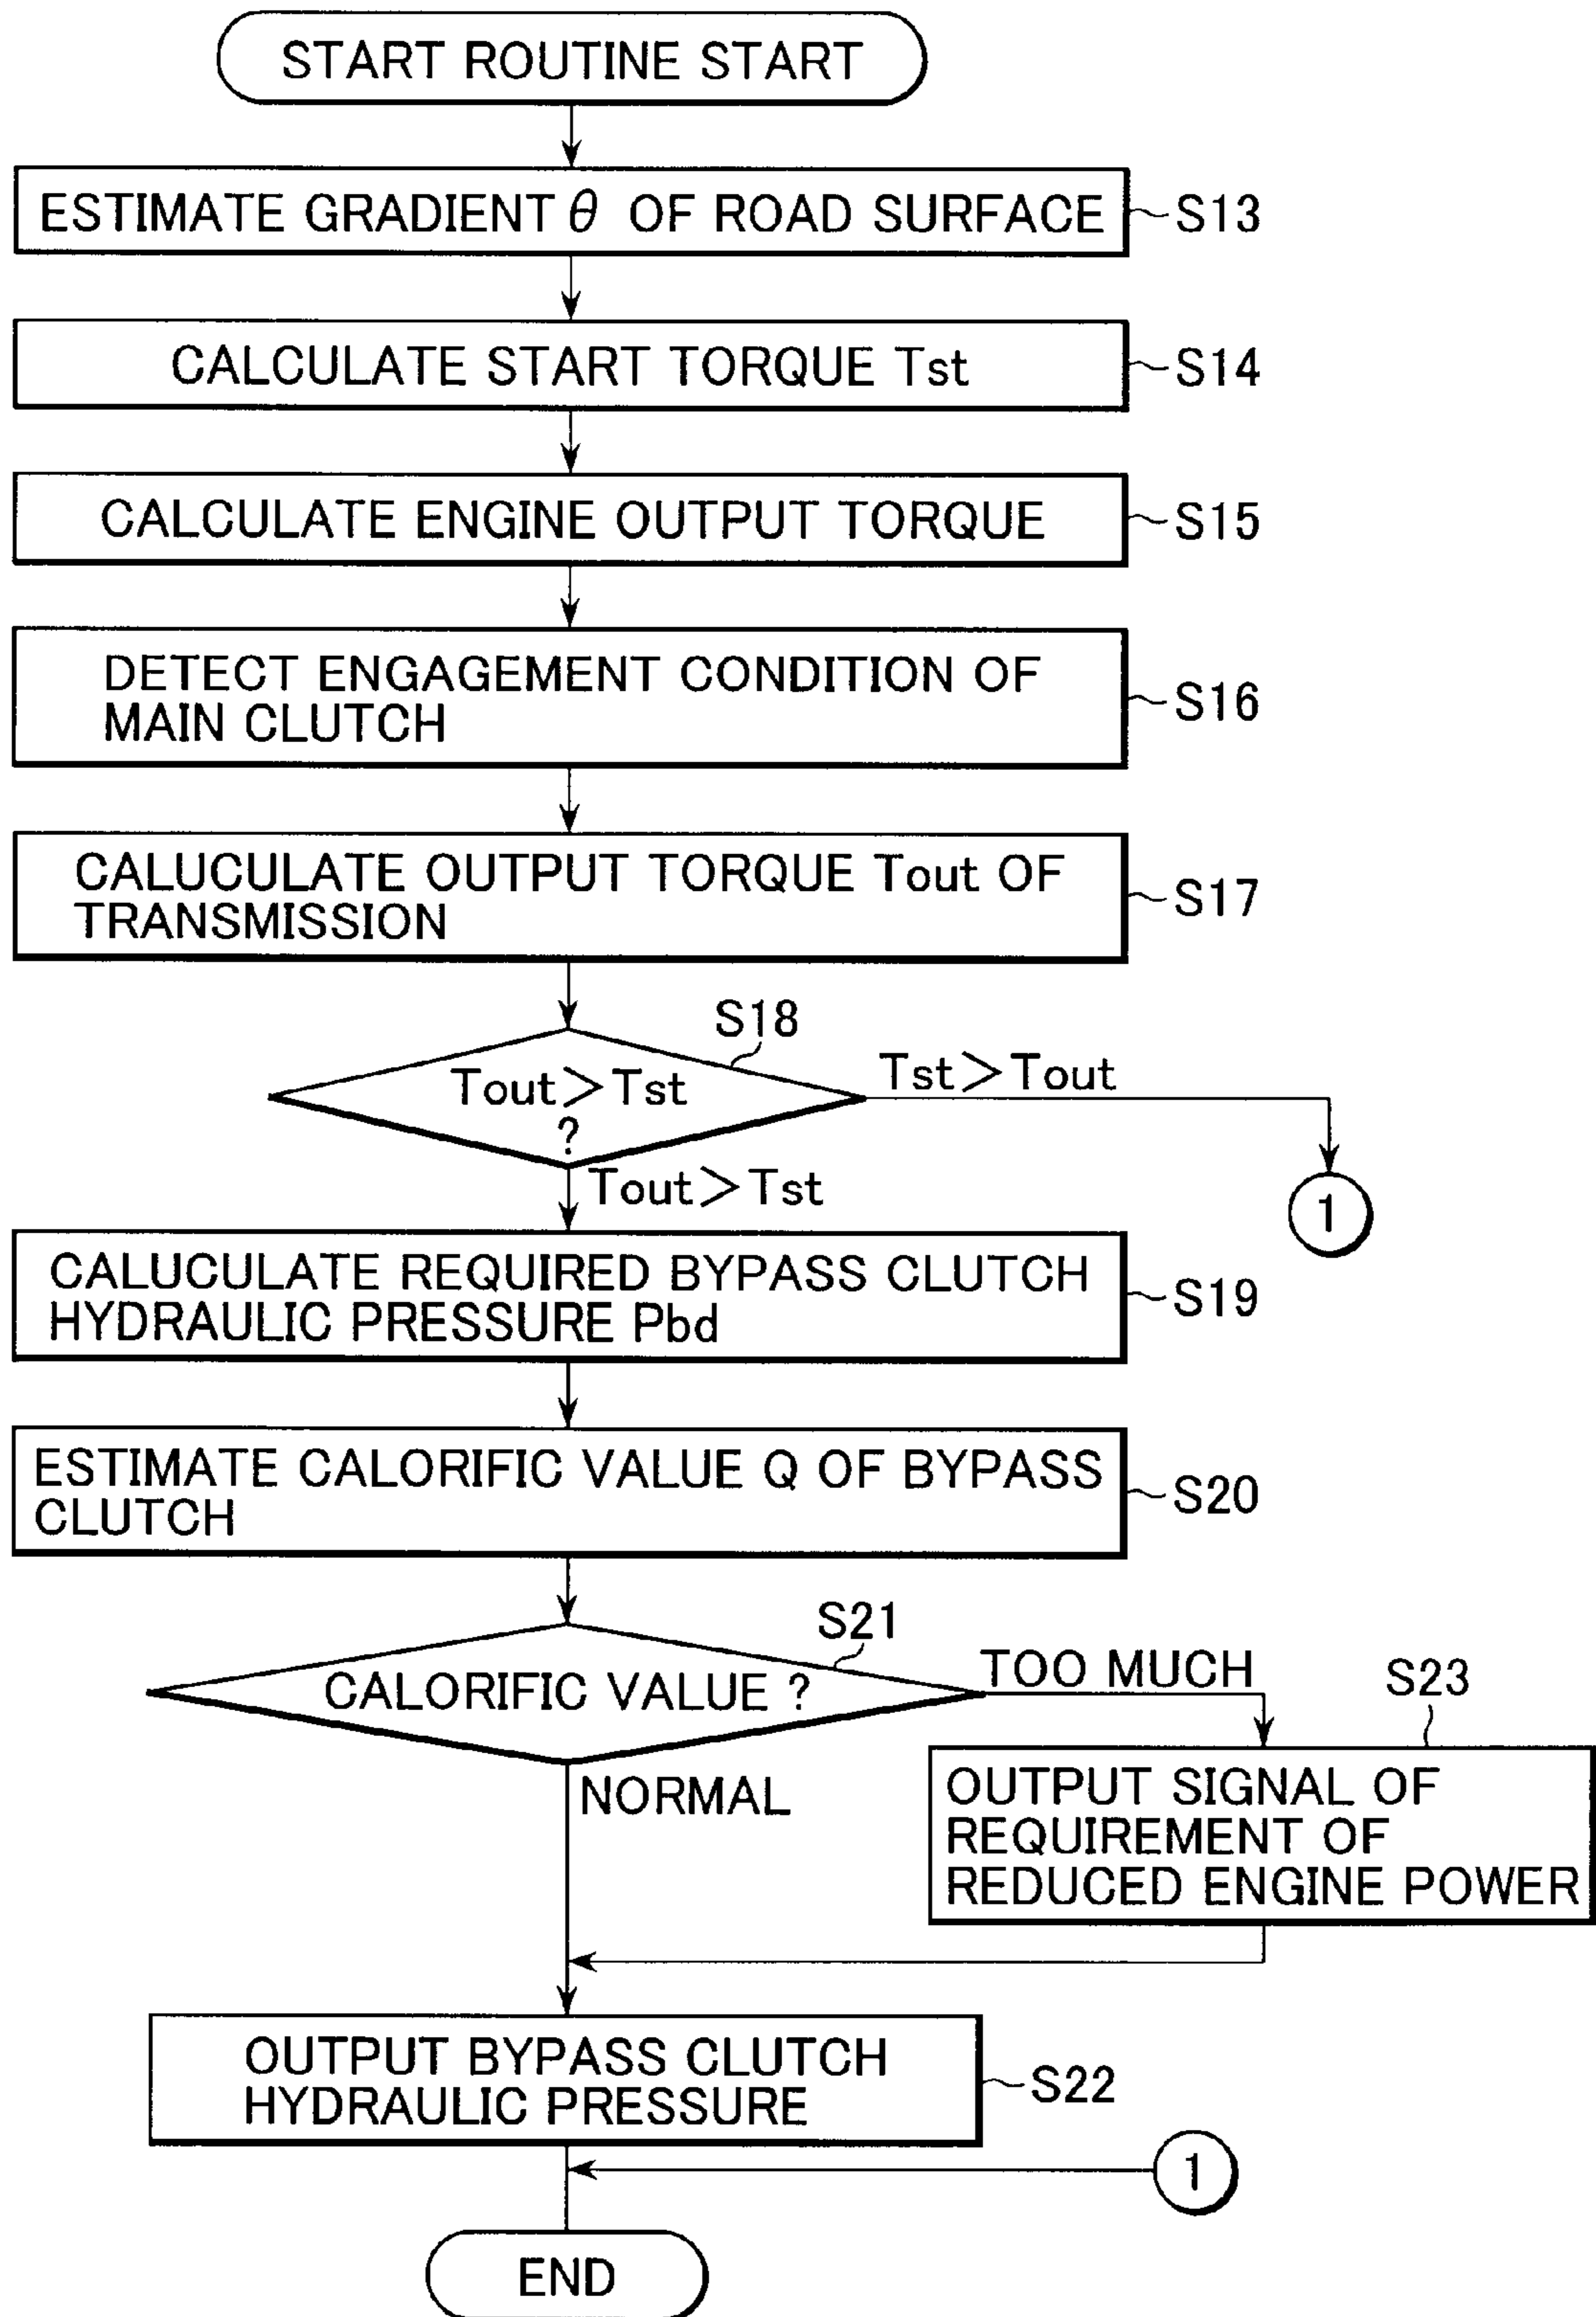 START ROUTINE START
ESTIMATE GRADIENT θ OF ROAD SURFACE
S13
CALCULATE START TORQUE Tst
S14
CALCULATE ENGINE OUTPUT TORQUE
S15
DETECT ENGAGEMENT CONDITION OF
MAIN CLUTCH
S16
CALUCULATE OUTPUT TORQUE Tout OF
TRANSMISSION
S17
S18
Tout>Tst
?
Tst>Tout
1
Tout>Tst
CALUCULATE REQUIRED BYPASS CLUTCH
HYDRAULIC PRESSURE Pbd
S19
ESTIMATE CALORIFIC VALUE Q OF BYPASS
CLUTCH
S20
S21
CALORIFIC VALUE ?
TOO MUCH
S23
NORMAL
OUTPUT SIGNAL OF
REQUIREMENT OF
REDUCED ENGINE POWER
OUTPUT BYPASS CLUTCH
HYDRAULIC PRESSURE
S22
1
END